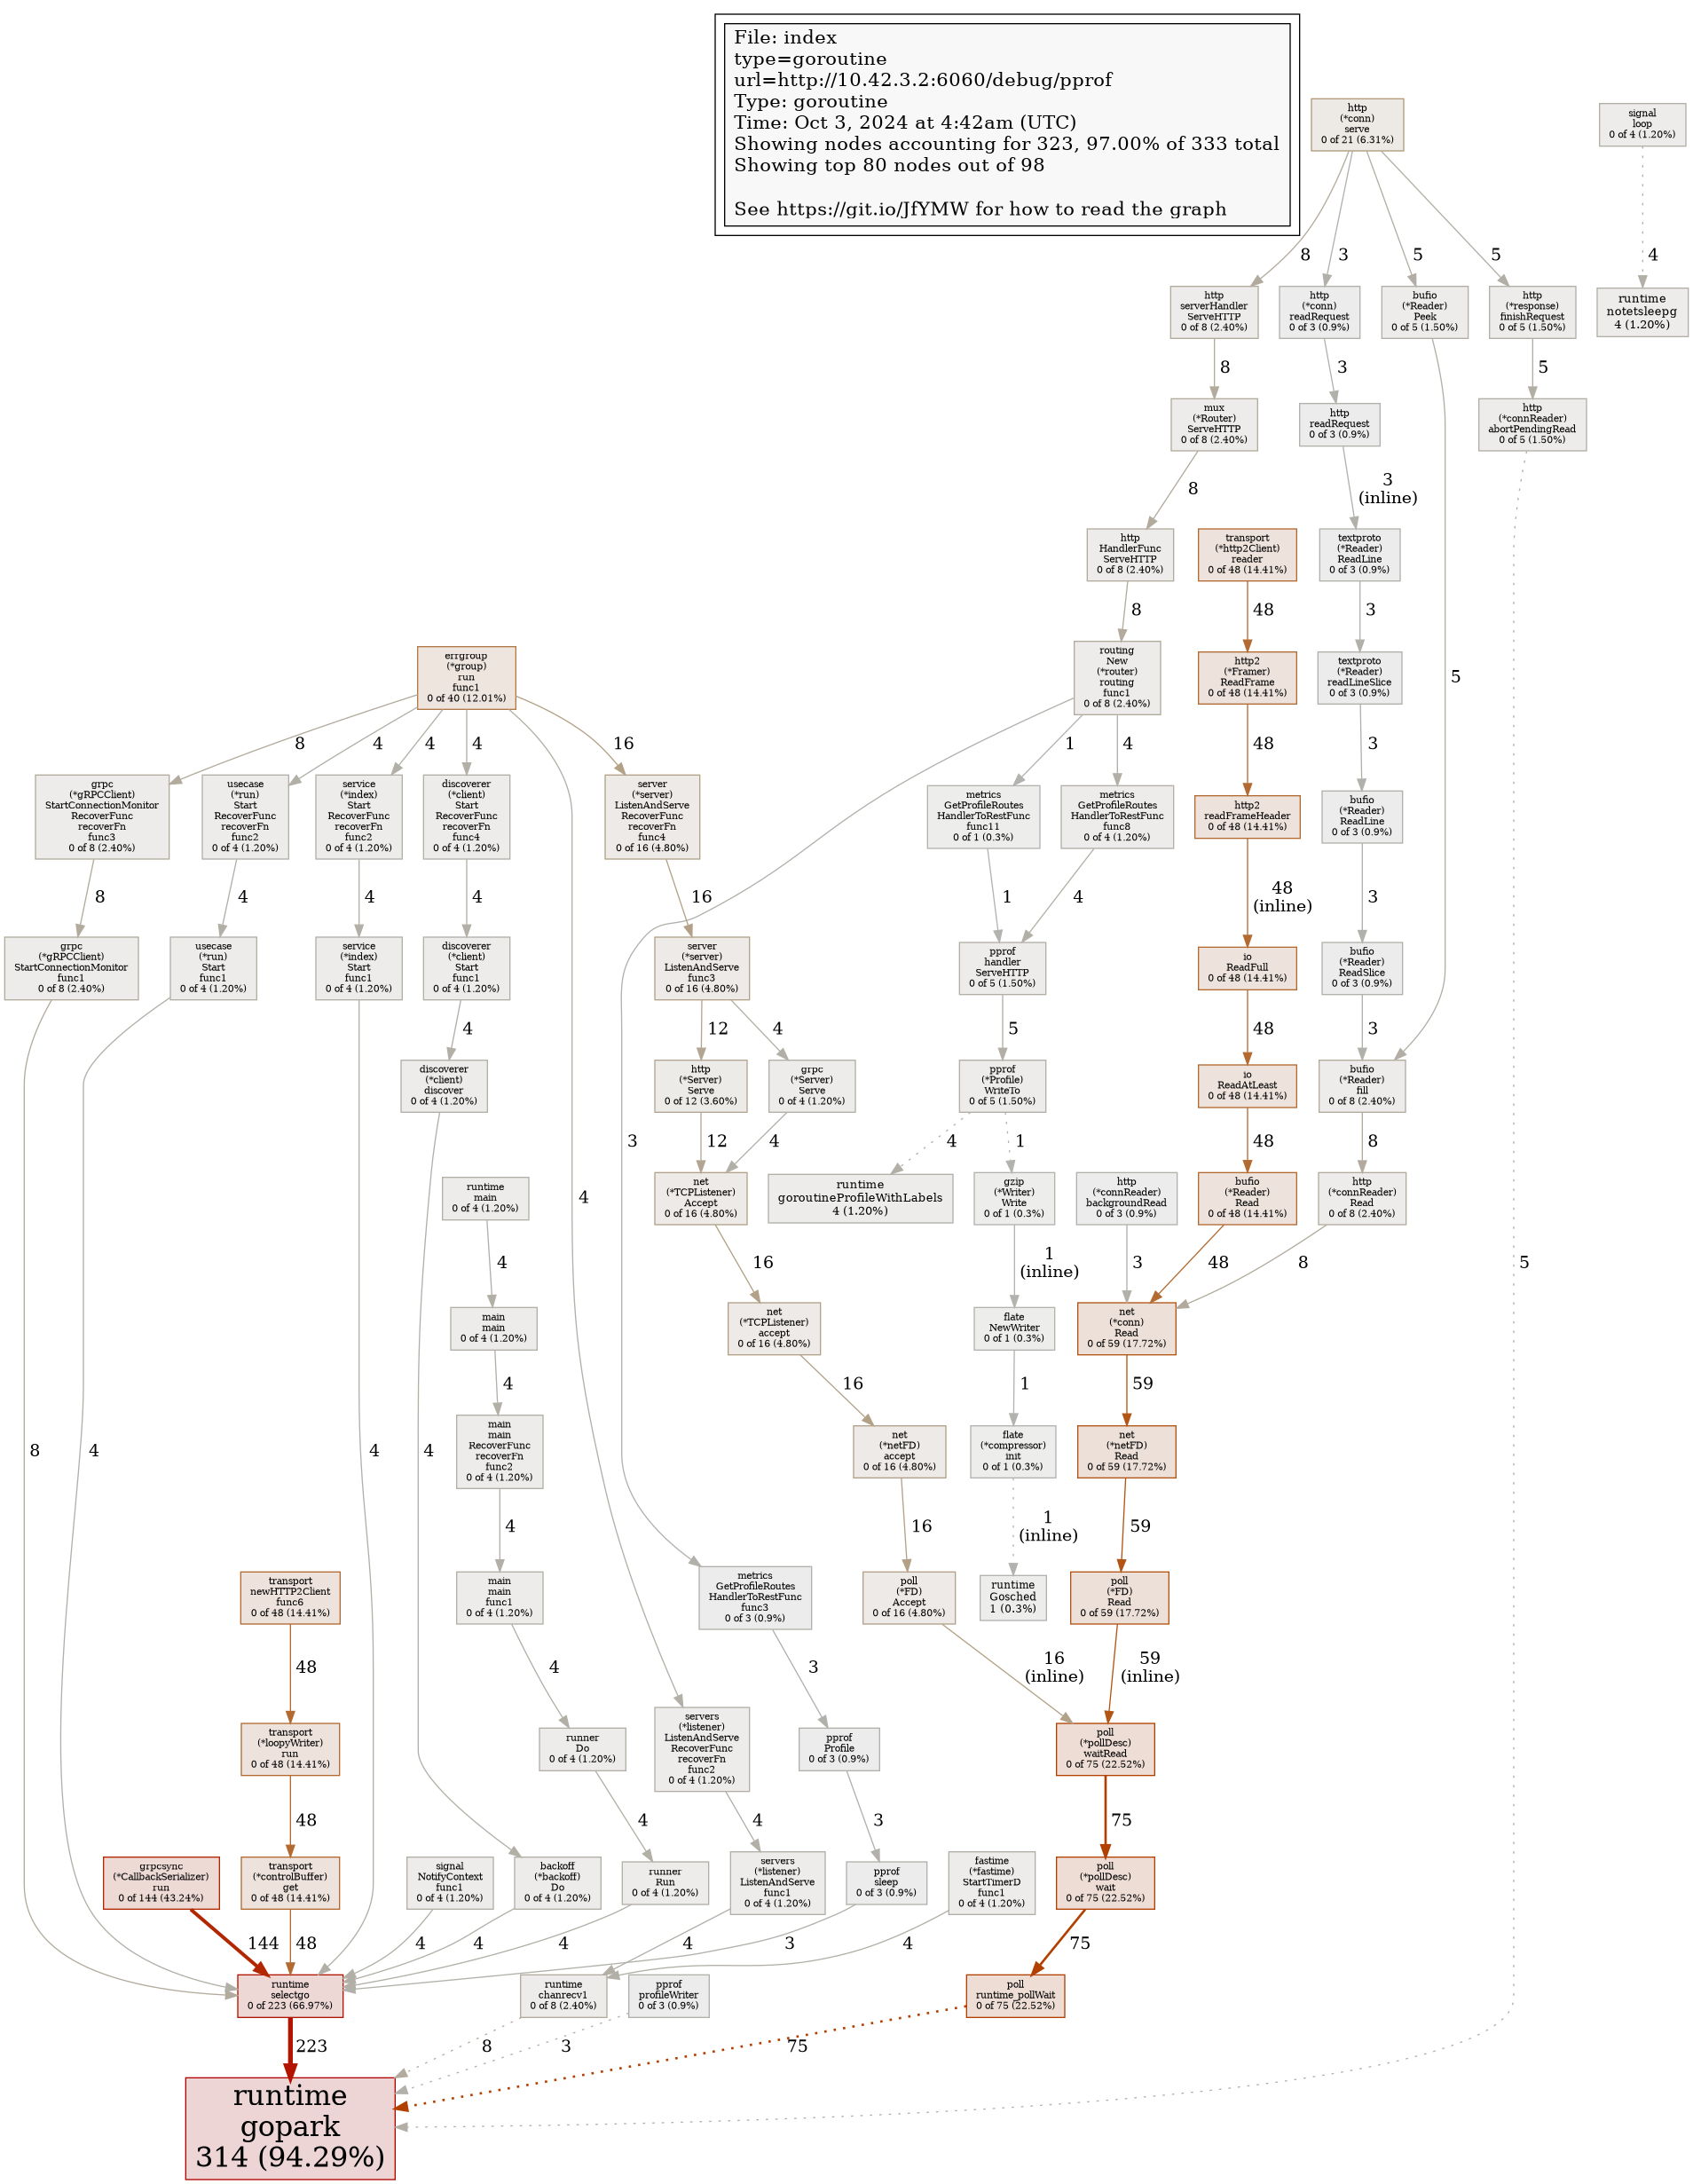 File: index
type=goroutine
url=http://10.42.3.2:6060/debug/pprof
Type: goroutine
Time: Oct 3, 2024 at 4:42am (UTC)
Showing nodes accounting for 323, 97.00% of 333 total
Showing top 80 nodes out of 98
See https://git.io/JfYMW for how to read the graph
http
(*conn)
serve
0 of 21 (6.31%)
signal
loop
0 of 4 (1.20%)
8
3
5
5
4
http
serverHandler
ServeHTTP
0 of 8 (2.40%)
http
(*conn)
readRequest
0 of 3 (0.9%)
bufio
(*Reader)
Peek
0 of 5 (1.50%)
http
(*response)
finishRequest
0 of 5 (1.50%)
runtime
notetsleepg
4 (1.20%)
8
3
5
mux
(*Router)
ServeHTTP
0 of 8 (2.40%)
http
readRequest
0 of 3 (0.9%)
http
(*connReader)
abortPendingRead
0 of 5 (1.50%)
8
3
(inline)
http
HandlerFunc
ServeHTTP
0 of 8 (2.40%)
transport
(*http2Client)
reader
0 of 48 (14.41%)
textproto
(*Reader)
ReadLine
0 of 3 (0.9%)
8
48
3
errgroup
(*group)
run
func1
0 of 40 (12.01%)
routing
New
(*router)
routing
func1
0 of 8 (2.40%)
http2
(*Framer)
ReadFrame
0 of 48 (14.41%)
textproto
(*Reader)
readLineSlice
0 of 3 (0.9%)
5
8
4
4
4
16
1
4
48
3
grpc
(*gRPCClient)
StartConnectionMonitor
RecoverFunc
recoverFn
func3
0 of 8 (2.40%)
usecase
(*run)
Start
RecoverFunc
recoverFn
func2
0 of 4 (1.20%)
service
(*index)
Start
RecoverFunc
recoverFn
func2
0 of 4 (1.20%)
discoverer
(*client)
Start
RecoverFunc
recoverFn
func4
0 of 4 (1.20%)
server
(*server)
ListenAndServe
RecoverFunc
recoverFn
func4
0 of 16 (4.80%)
metrics
GetProfileRoutes
HandlerToRestFunc
func11
0 of 1 (0.3%)
metrics
GetProfileRoutes
HandlerToRestFunc
func8
0 of 4 (1.20%)
http2
readFrameHeader
0 of 48 (14.41%)
bufio
(*Reader)
ReadLine
0 of 3 (0.9%)
8
4
4
4
16
1
4
48
(inline)
3
grpc
(*gRPCClient)
StartConnectionMonitor
func1
0 of 8 (2.40%)
usecase
(*run)
Start
func1
0 of 4 (1.20%)
service
(*index)
Start
func1
0 of 4 (1.20%)
discoverer
(*client)
Start
func1
0 of 4 (1.20%)
server
(*server)
ListenAndServe
func3
0 of 16 (4.80%)
pprof
handler
ServeHTTP
0 of 5 (1.50%)
io
ReadFull
0 of 48 (14.41%)
bufio
(*Reader)
ReadSlice
0 of 3 (0.9%)
4
12
4
5
48
3
discoverer
(*client)
discover
0 of 4 (1.20%)
http
(*Server)
Serve
0 of 12 (3.60%)
grpc
(*Server)
Serve
0 of 4 (1.20%)
pprof
(*Profile)
WriteTo
0 of 5 (1.50%)
io
ReadAtLeast
0 of 48 (14.41%)
bufio
(*Reader)
fill
0 of 8 (2.40%)
3
12
4
4
1
48
8
runtime
main
0 of 4 (1.20%)
net
(*TCPListener)
Accept
0 of 16 (4.80%)
runtime
goroutineProfileWithLabels
4 (1.20%)
gzip
(*Writer)
Write
0 of 1 (0.3%)
http
(*connReader)
backgroundRead
0 of 3 (0.9%)
bufio
(*Reader)
Read
0 of 48 (14.41%)
http
(*connReader)
Read
0 of 8 (2.40%)
4
4
16
1
(inline)
3
48
8
5
main
main
0 of 4 (1.20%)
net
(*TCPListener)
accept
0 of 16 (4.80%)
flate
NewWriter
0 of 1 (0.3%)
net
(*conn)
Read
0 of 59 (17.72%)
4
16
1
59
8
4
4
4
main
main
RecoverFunc
recoverFn
func2
0 of 4 (1.20%)
net
(*netFD)
accept
0 of 16 (4.80%)
flate
(*compressor)
init
0 of 1 (0.3%)
net
(*netFD)
Read
0 of 59 (17.72%)
4
16
1
(inline)
59
transport
newHTTP2Client
func6
0 of 48 (14.41%)
main
main
func1
0 of 4 (1.20%)
metrics
GetProfileRoutes
HandlerToRestFunc
func3
0 of 3 (0.9%)
poll
(*FD)
Accept
0 of 16 (4.80%)
runtime
Gosched
1 (0.3%)
poll
(*FD)
Read
0 of 59 (17.72%)
48
4
3
16
(inline)
59
(inline)
transport
(*loopyWriter)
run
0 of 48 (14.41%)
runner
Do
0 of 4 (1.20%)
servers
(*listener)
ListenAndServe
RecoverFunc
recoverFn
func2
0 of 4 (1.20%)
pprof
Profile
0 of 3 (0.9%)
poll
(*pollDesc)
waitRead
0 of 75 (22.52%)
48
4
4
3
75
grpcsync
(*CallbackSerializer)
run
0 of 144 (43.24%)
transport
(*controlBuffer)
get
0 of 48 (14.41%)
signal
NotifyContext
func1
0 of 4 (1.20%)
backoff
(*backoff)
Do
0 of 4 (1.20%)
runner
Run
0 of 4 (1.20%)
servers
(*listener)
ListenAndServe
func1
0 of 4 (1.20%)
pprof
sleep
0 of 3 (0.9%)
fastime
(*fastime)
StartTimerD
func1
0 of 4 (1.20%)
poll
(*pollDesc)
wait
0 of 75 (22.52%)
144
48
4
4
4
4
3
4
75
runtime
selectgo
0 of 223 (66.97%)
runtime
chanrecv1
0 of 8 (2.40%)
pprof
profileWriter
0 of 3 (0.9%)
poll
runtime_pollWait
0 of 75 (22.52%)
223
8
3
75
runtime
gopark
314 (94.29%)